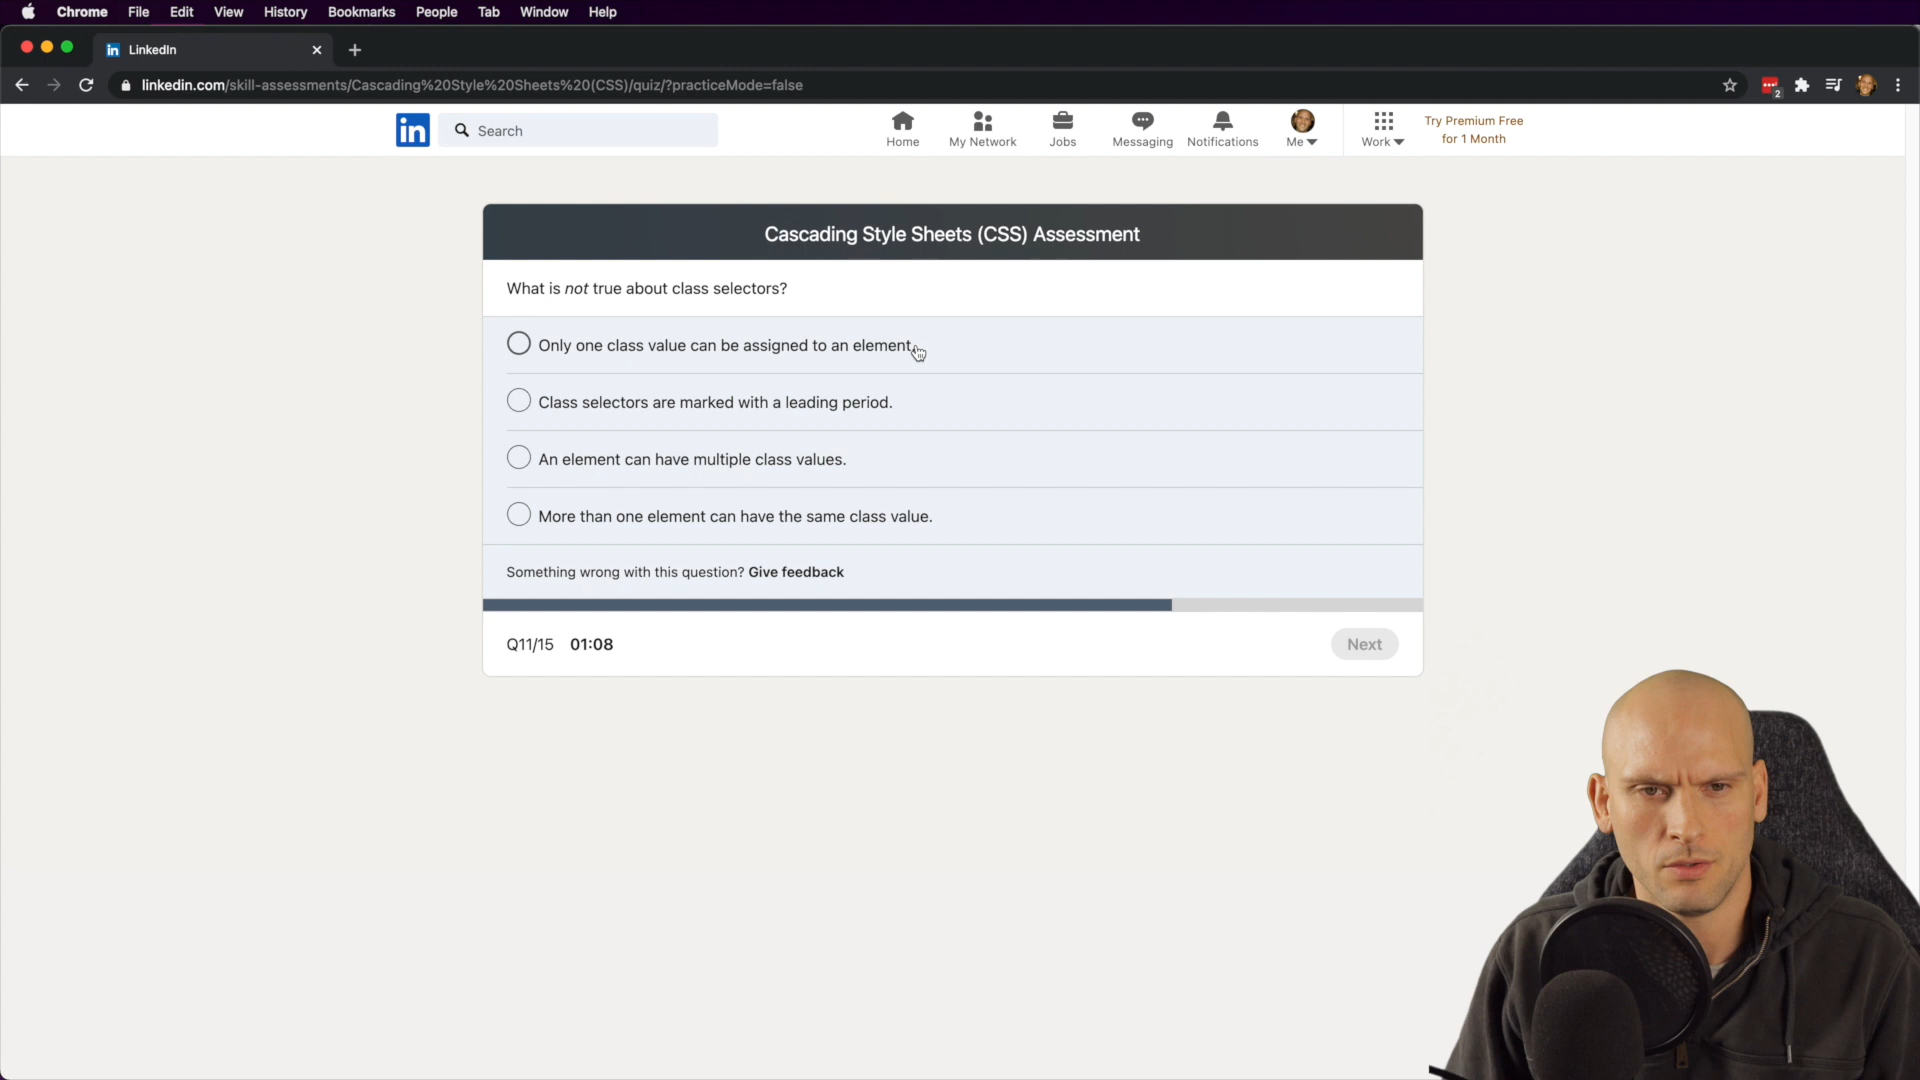 Chrome File Edit View History Bookmarks People Tab Window Help
in LinkedIn
linkedin.com/skill-assessments/Cascading%20Style%20Sheets%20(CSS)/quiz/?practiceMode=false
2
in Search
Home My Network Jobs Messaging Notifications Me Work
Try Premium Free
for 1 Month
Cascading Style Sheets (CSS) Assessment
What is not true about class selectors?
Only one class value can be assigned to an element.
Class selectors are marked with a leading period.
An element can have multiple class values.
More than one element can have the same class value.
Something wrong with this question? Give feedback
Q11/15 01:08 Next